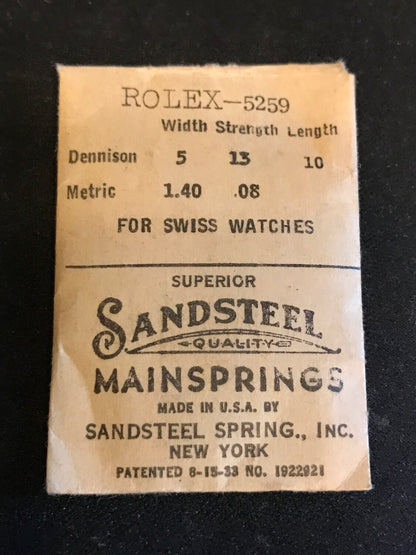 ROLEX-5259
Width Strength Length
Dennison 5 13 10
Metric 1.40 .08
FOR SWISS WATCHES
SUPERIOR
SANDSTEEL
QUALITY
MAINSPRINGS
MADE IN U.S.A. BY
SANDSTEEL SPRING., INC.
NEW YORK
PATENTED 8-15-33 NO. 1922921